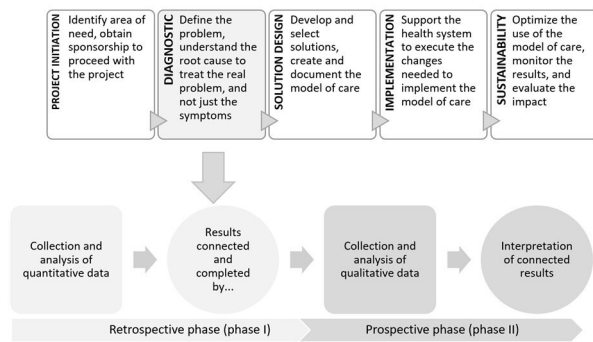 PROJECT INITIATION
Identify area of
need, obtain
sponsorship to
proceed with
the project
DIAGNOSTIC
Define the
problem,
understand the
root cause to
treat the real
problem, and
not just the
symptoms
SOLUTION DESIGN
Develop and
select
solutions,
create and
document the
model of care
IMPLEMENTATION
Support the
health system
to execute the
changes
needed to
implement the
model of care
SUSTAINABILITY
Optimize the
use of the
model of care,
monitor the
results, and
evaluate the
impact
Collection and
analysis of
quantitative data
Results
connected
and
completed
by...
Collection and
analysis of
qualitative data
Interpretation
of connected
results
Retrospective phase (phase I)
Prospective phase (phase II)